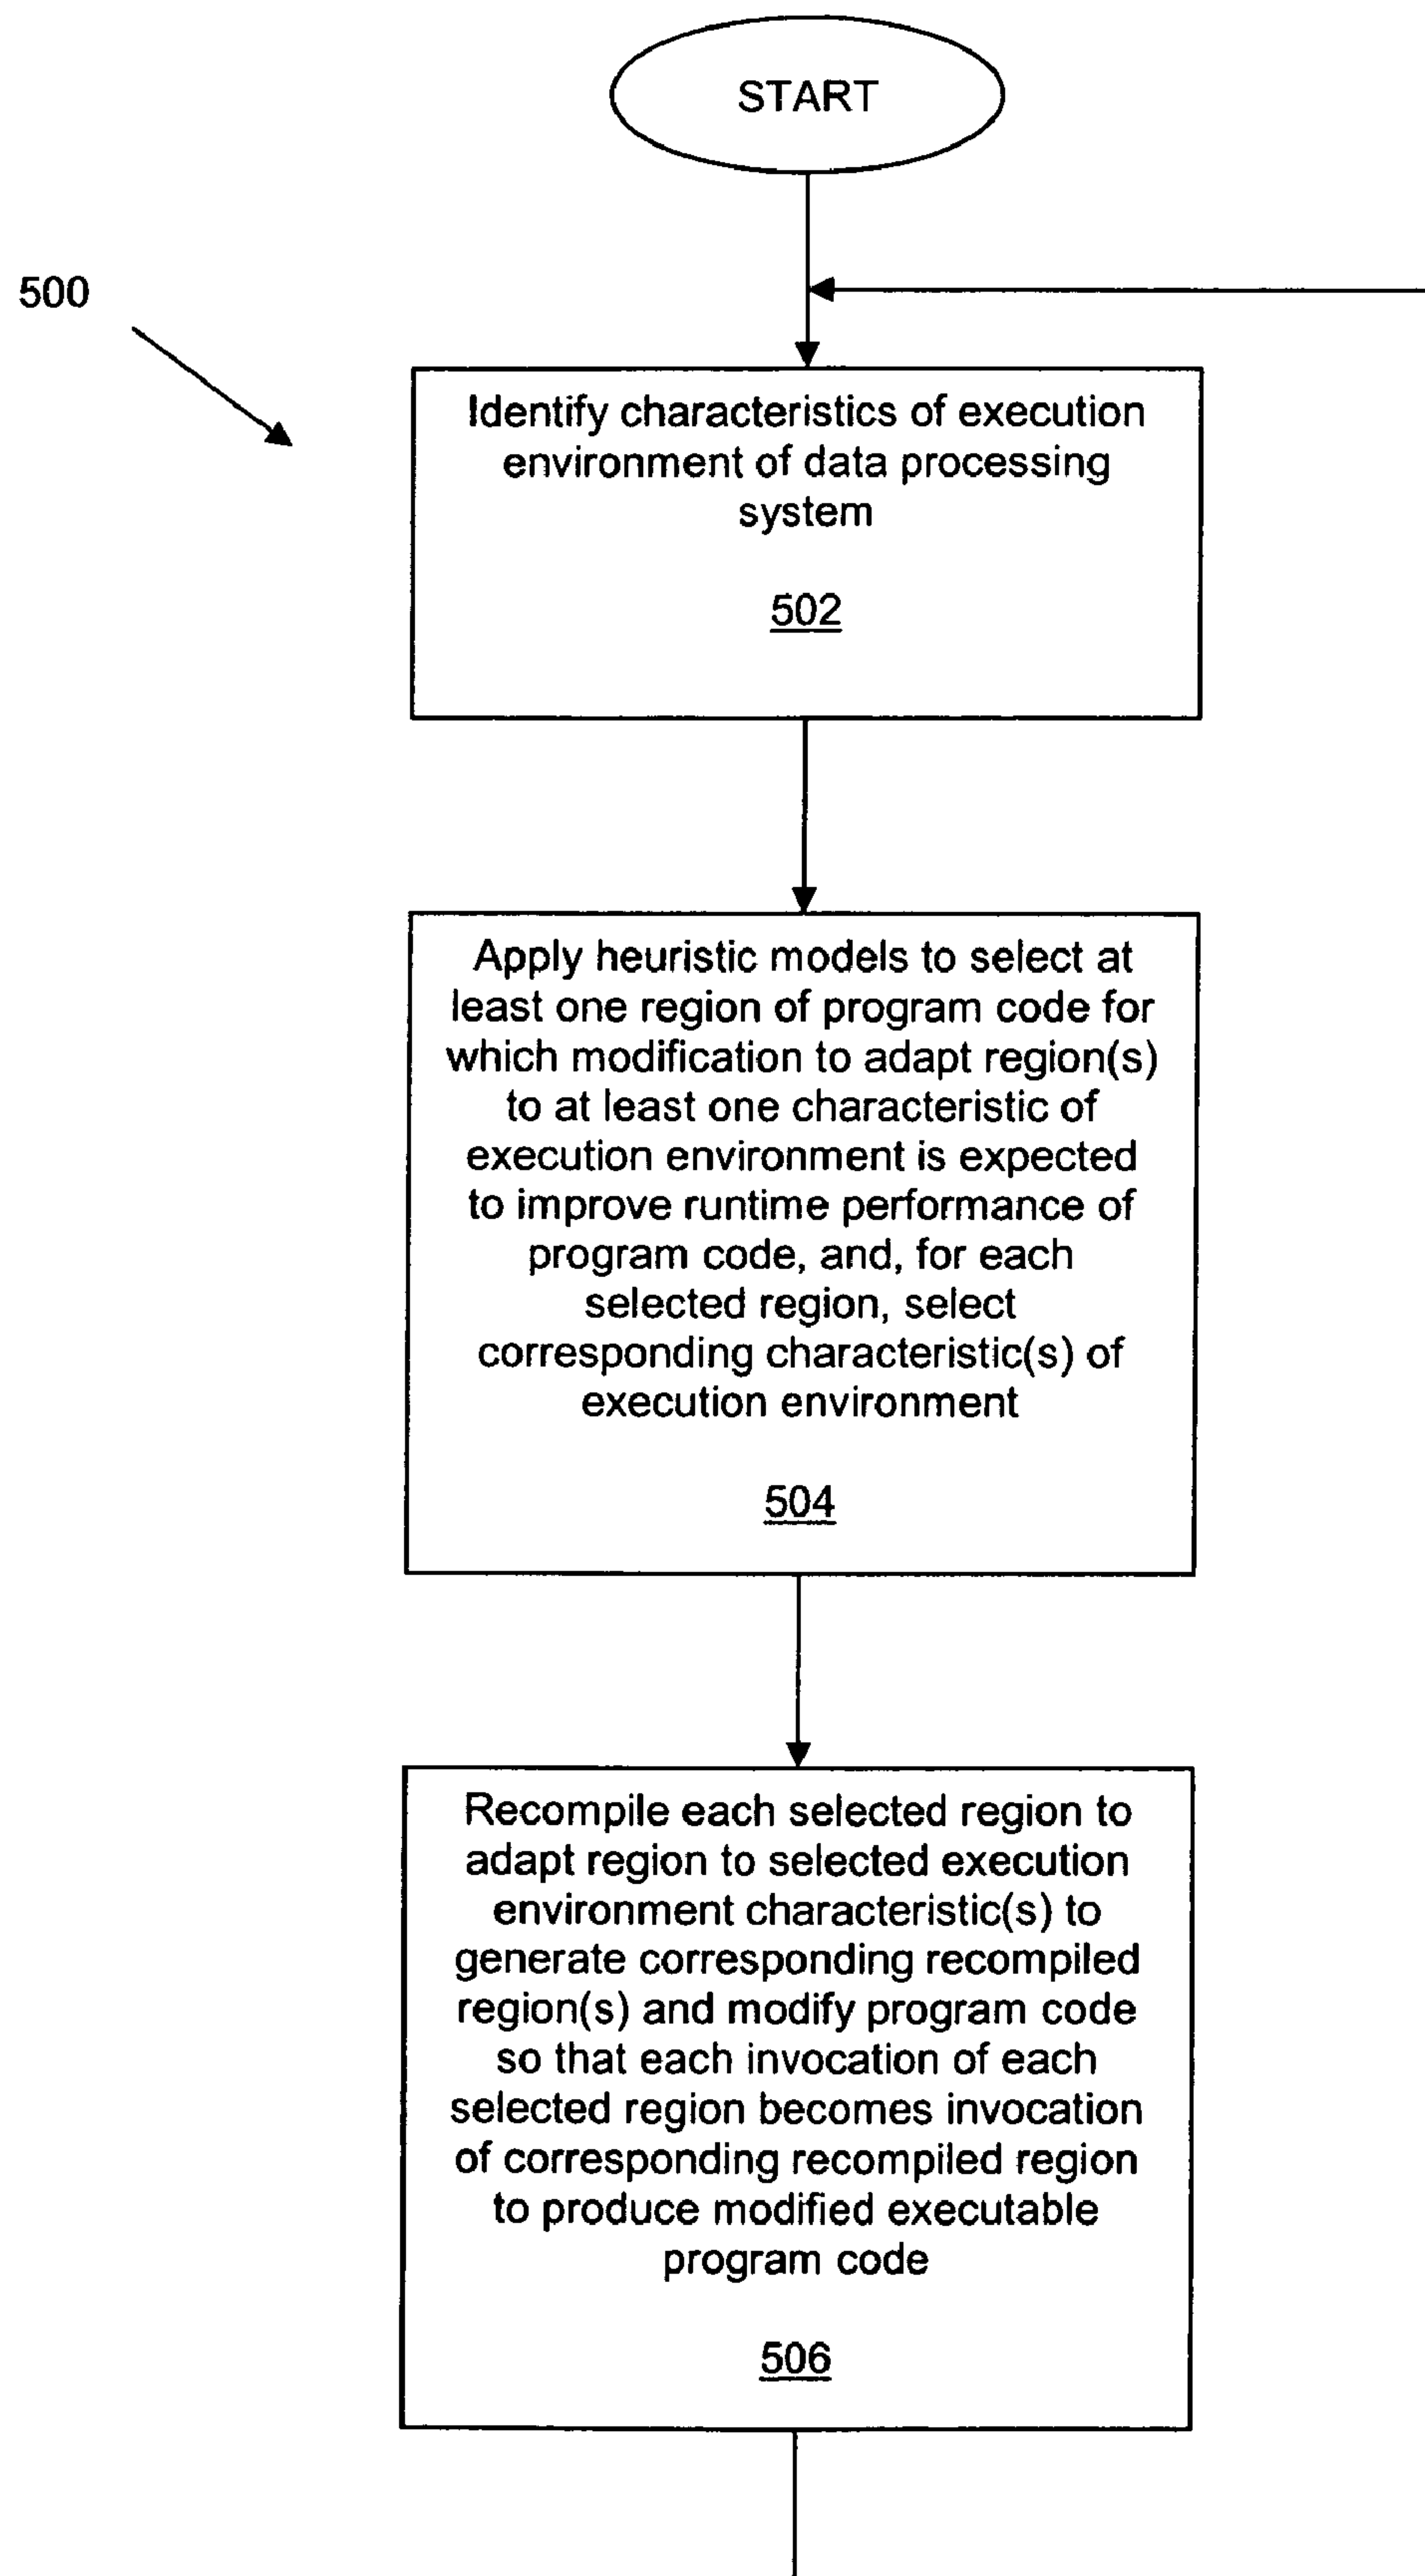 START
500
Identify characteristics of execution
environment of data processing
system
502
Apply heuristic models to select at
least one region of program code for
which modification to adapt region(s)
to at least one characteristic of
execution environment is expected
to improve runtime performance of
program code, and, for each
selected region, select
corresponding characteristic(s) of
execution environment
504
Recompile each selected region to
adapt region to selected execution
environment characteristic(s) to
generate corresponding recompiled
region(s) and modify program code
so that each invocation of each
selected region becomes invocation
of corresponding recompiled region
to produce modified executable
program code
506